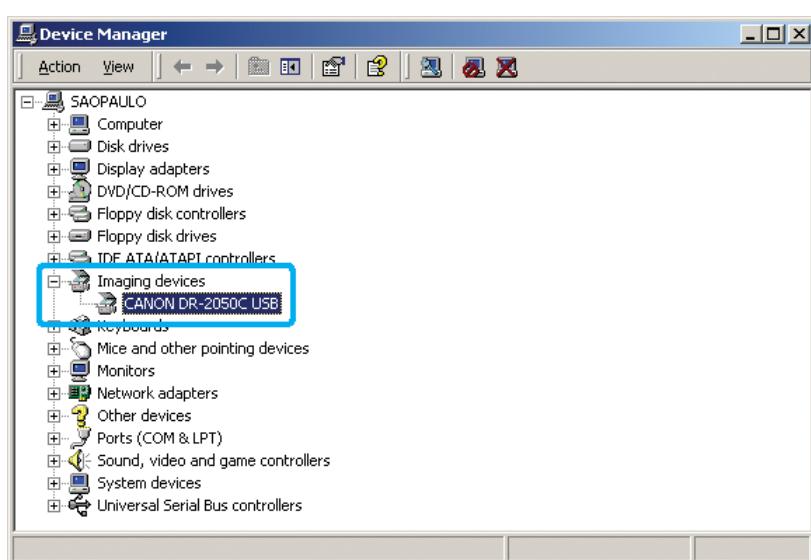 Device Manager
Action View
SAOPAULO
Computer
Disk drives
Display adapters
DVD/CD-ROM drives
Floppy disk controllers
Floppy disk drives
IDE ATA/ATAPI controllers
Imaging devices
CANON DR-2050C USB
Keyboards
Mice and other pointing devices
Monitors
Network adapters
Other devices
Ports (COM & LPT)
Sound, video and game controllers
System devices
Universal Serial Bus controllers